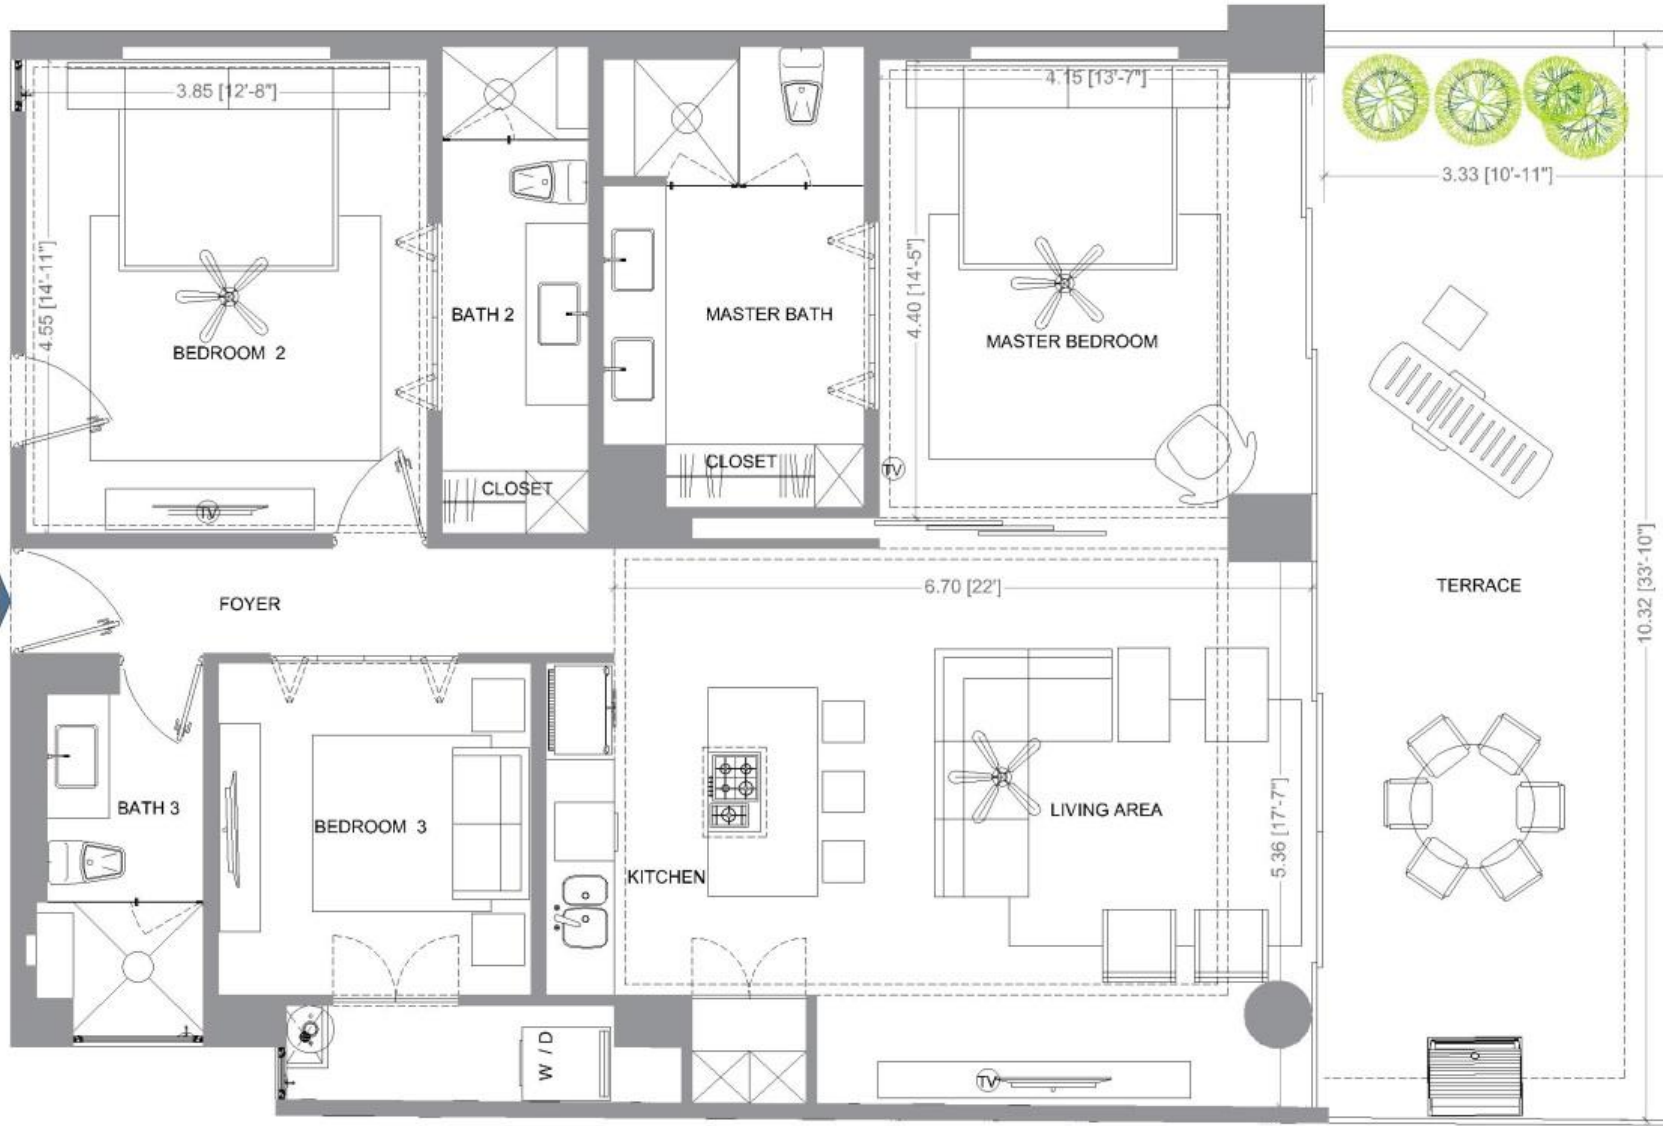 3.85 [12'-8"]
4.15 [13'-7"]
3.33 [10'-11"]
4.55 [14'-11"]
4.40 [14'-5"]
BATH 2
MASTER BATH
MASTER BEDROOM
BEDROOM 2
CLOSET
TV
CLOSET
TV
10.32 [33'-10"]
6.70 [22']
TERRACE
FOYER
BATH 3
LIVING AREA
5.36 [17'-7"]
BEDROOM 3
KITCHEN
W / D
TV